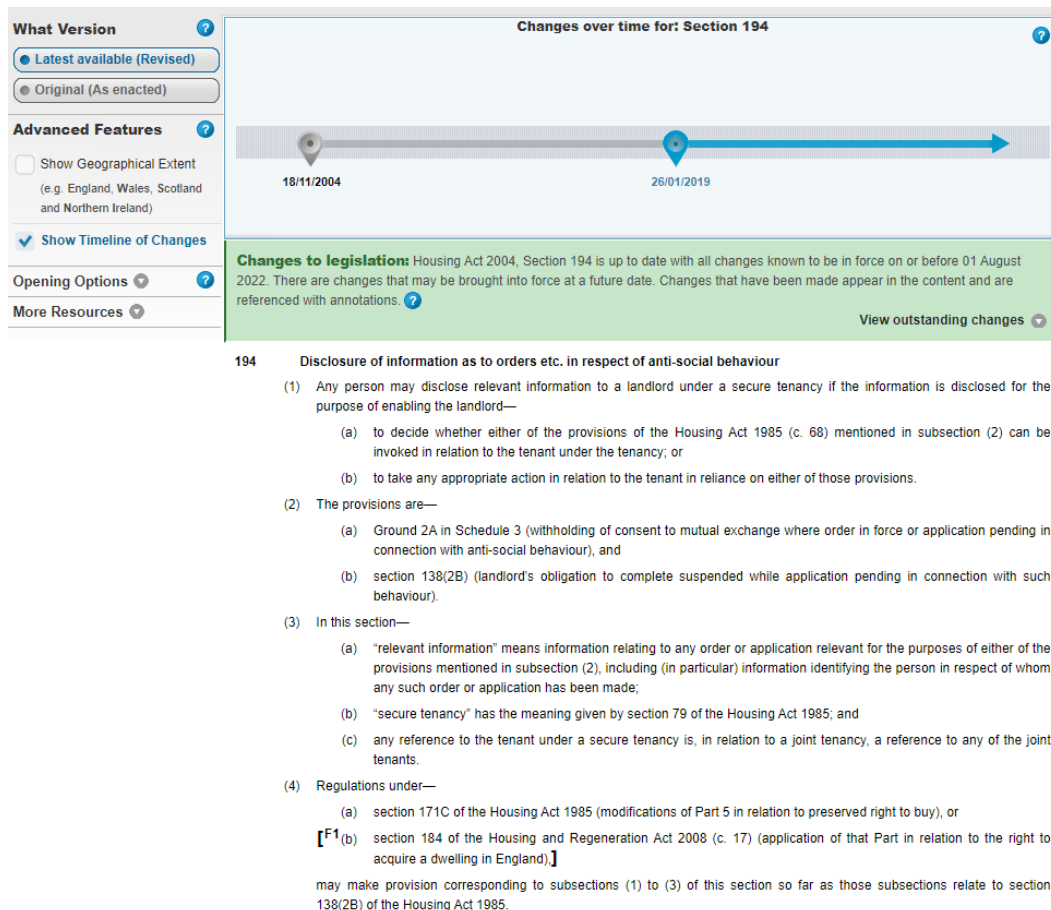 What Version
?
Latest available (Revised)
Original (As enacted)
Advanced Features
?
Show Geographical Extent
(e.g. England, Wales, Scotland
and Northern Ireland)
Show Timeline of Changes
Opening Options
?
More Resources
Changes over time for: Section 194
?
18/11/2004
26/01/2019
Changes to legislation: Housing Act 2004, Section 194 is up to date with all changes known to be in force on or before 01 August
2022. There are changes that may be brought into force at a future date. Changes that have been made appear in the content and are
referenced with annotations. ?
View outstanding changes
194 Disclosure of information as to orders etc. in respect of anti-social behaviour
(1) Any person may disclose relevant information to a landlord under a secure tenancy if the information is disclosed for the
purpose of enabling the landlord—
(a) to decide whether either of the provisions of the Housing Act 1985 (c. 68) mentioned in subsection (2) can be
invoked in relation to the tenant under the tenancy; or
(b) to take any appropriate action in relation to the tenant in reliance on either of those provisions.
(2) The provisions are—
(a) Ground 2A in Schedule 3 (withholding of consent to mutual exchange where order in force or application pending in
connection with anti-social behaviour), and
(b) section 138(2B) (landlord's obligation to complete suspended while application pending in connection with such
behaviour).
(3) In this section—
(a) “relevant information” means information relating to any order or application relevant for the purposes of either of the
provisions mentioned in subsection (2), including (in particular) information identifying the person in respect of whom
any such order or application has been made;
(b) “secure tenancy” has the meaning given by section 79 of the Housing Act 1985; and
(c) any reference to the tenant under a secure tenancy is, in relation to a joint tenancy, a reference to any of the joint
tenants.
(4) Regulations under—
(a) section 171C of the Housing Act 1985 (modifications of Part 5 in relation to preserved right to buy), or
[F1(b) section 184 of the Housing and Regeneration Act 2008 (c. 17) (application of that Part in relation to the right to
acquire a dwelling in England),]
may make provision corresponding to subsections (1) to (3) of this section so far as those subsections relate to section
138(2B) of the Housing Act 1985.